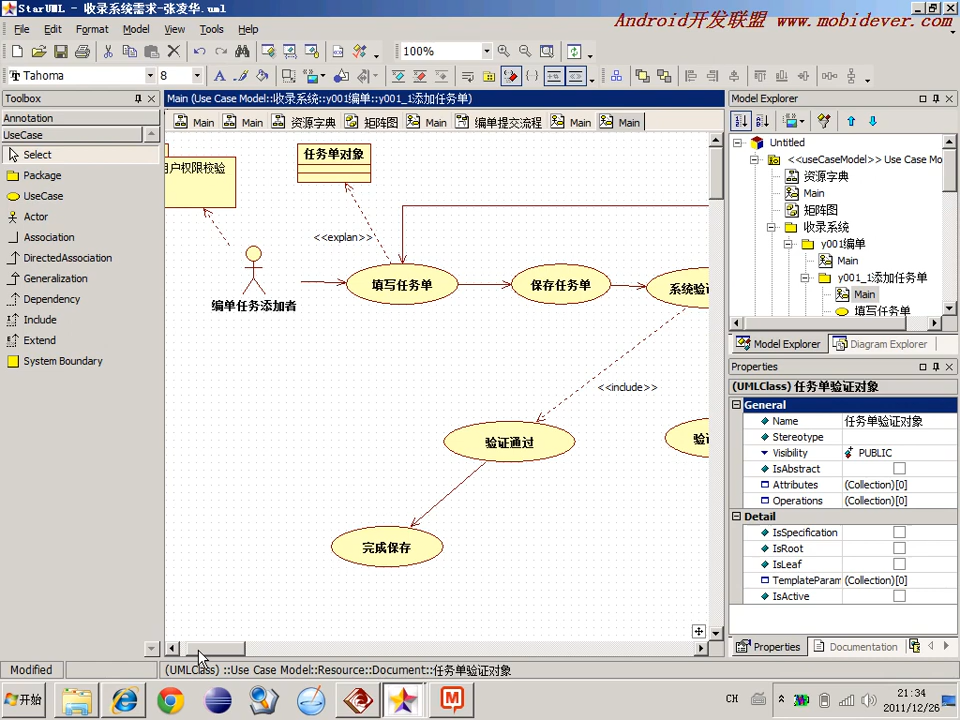 StarUML - 收录系统需求-张凌华.uml
Android开发联盟 www.mobidever.com
File Edit Format Model View Tools Help
100%
Tahoma 8
Toolbox
Annotation
UseCase
Select
Package
UseCase
Actor
Association
DirectedAssociation
Generalization
Dependency
Include
Extend
System Boundary
Main (Use Case Model::收录系统::y001编单::y001_1添加任务单)
Main Main 资源字典 矩阵图 Main 编单提交流程 Main Main
户权限校验
任务单对象
<<explan>>
编单任务添加者
填写任务单
保存任务单
系统验
<<include>>
验证通过
验
完成保存
Model Explorer
Untitled
<<useCaseModel>> Use Case Mo
资源字典
Main
矩阵图
收录系统
y001编单
Main
y001_1添加任务单
Main
填写任务单
Model Explorer Diagram Explorer
Properties
(UMLClass) 任务单验证对象
General
Name 任务单验证对象
Stereotype
Visibility PUBLIC
IsAbstract
Attributes (Collection)[0]
Operations (Collection)[0]
Detail
IsSpecification
IsRoot
IsLeaf
TemplateParam (Collection)[0]
IsActive
Properties Documentation
Modified
(UMLClass) ::Use Case Model::Resource::Document::任务单验证对象
开始
CH
21:34
2011/12/26